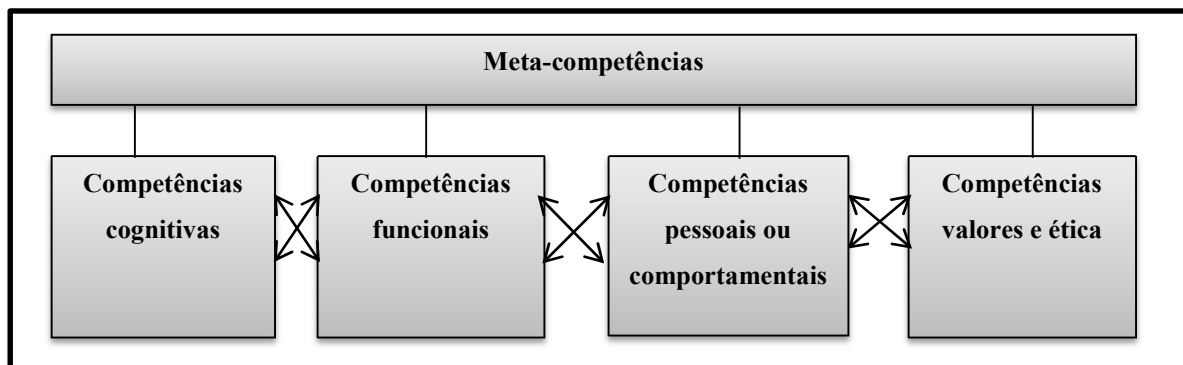 Meta-competências
Competências
cognitivas
Competências
funcionais
Competências
pessoais ou
comportamentais
Competências
valores e ética